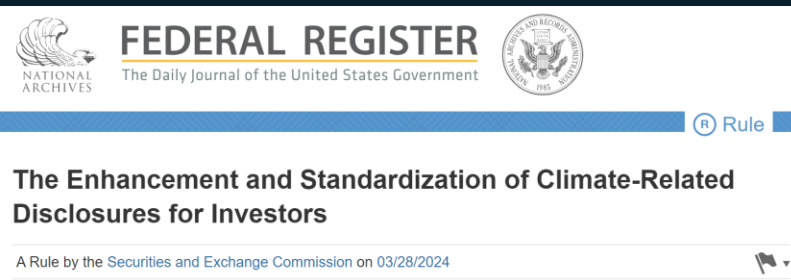 FEDERAL REGISTER
The Daily Journal of the United States Government
NATIONAL
ARCHIVES
1985
® Rule
The Enhancement and Standardization of Climate-Related
Disclosures for Investors
A Rule by the Securities and Exchange Commission on 03/28/2024